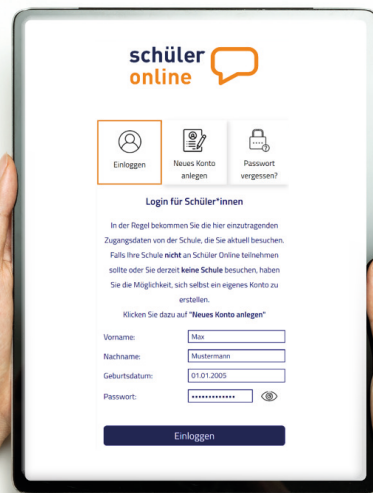 schüler
online
Einloggen
Neues Konto
anlegen
Passwort
vergessen?
Login für Schüler*innen
In der Regel bekommen Sie die hier einzutragenden
Zugangsdaten von der Schule, die Sie aktuell besuchen.
Falls Ihre Schule nicht an Schüler Online teilnehmen
sollte oder Sie derzeit keine Schule besuchen, haben
Sie die Möglichkeit, sich selbst ein eigenes Konto zu
erstellen.
Klicken Sie dazu auf "Neues Konto anlegen"
Vorname: Max
Nachname: Mustermann
Geburtsdatum: 01.01.2005
Passwort: •••••••••••••
Einloggen